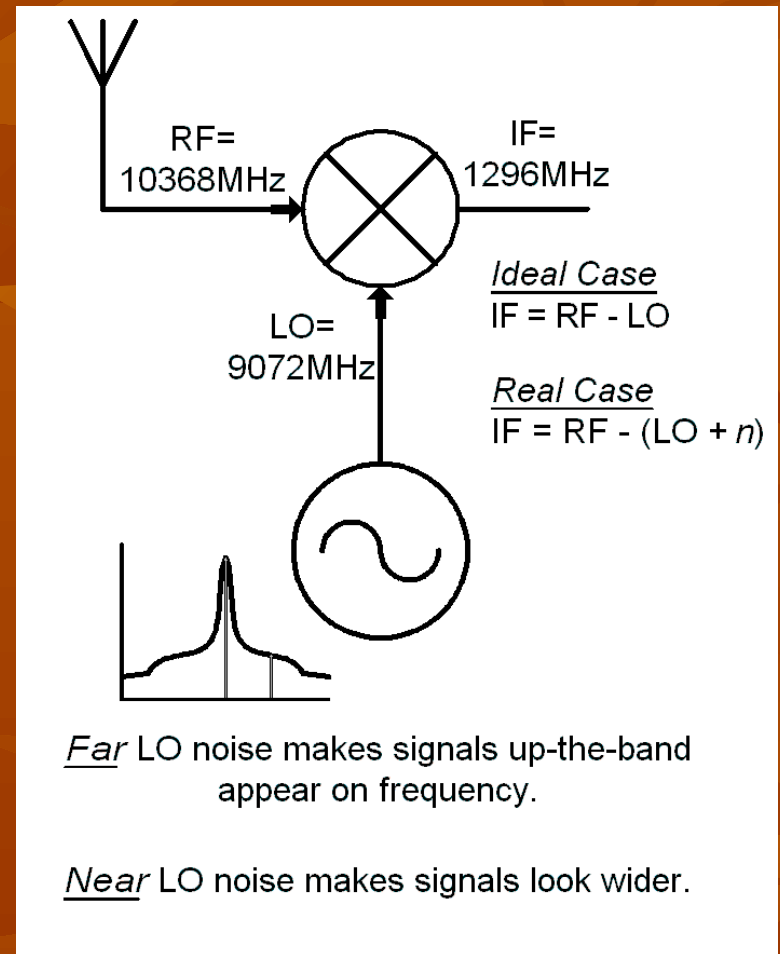 RF=
10368MHz
IF=
1296MHz
Ideal Case
IF = RF - LO
LO=
9072MHz
Real Case
IF = RF - (LO + n)
Far LO noise makes signals up-the-band
appear on frequency.
Near LO noise makes signals look wider.